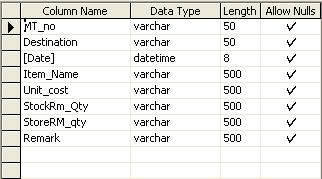 Column Name Data Type Length Allow Nulls
MT_no varchar 50
Destination varchar 50
[Date] datetime 8
Item_Name varchar 500
Unit_cost varchar 500
StockRm_Qty varchar 500
StoreRM_qty varchar 500
Remark varchar 500